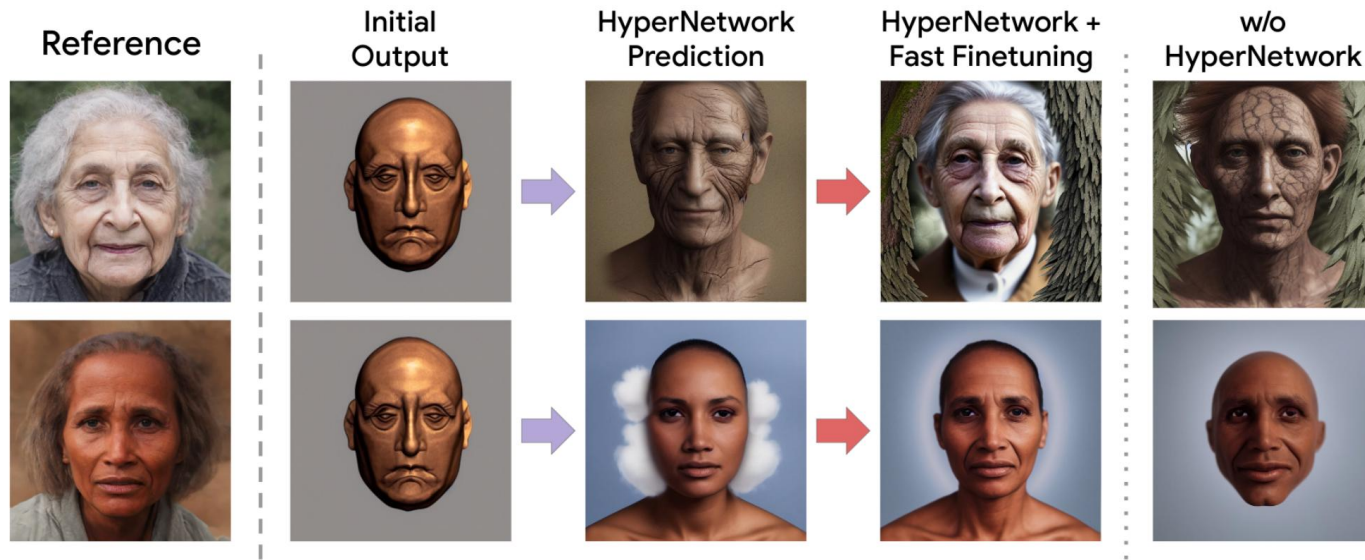 Reference
Initial
Output
HyperNetwork
Prediction
HyperNetwork +
Fast Finetuning
w/o
HyperNetwork